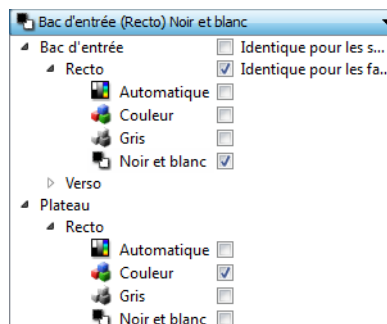 Bac d'entrée (Recto) Noir et blanc
Bac d'entrée Identique pour les s...
Recto Identique pour les fa...
Automatique
Couleur
Gris
Noir et blanc
Verso
Plateau
Recto
Automatique
Couleur
Gris
Noir et blanc